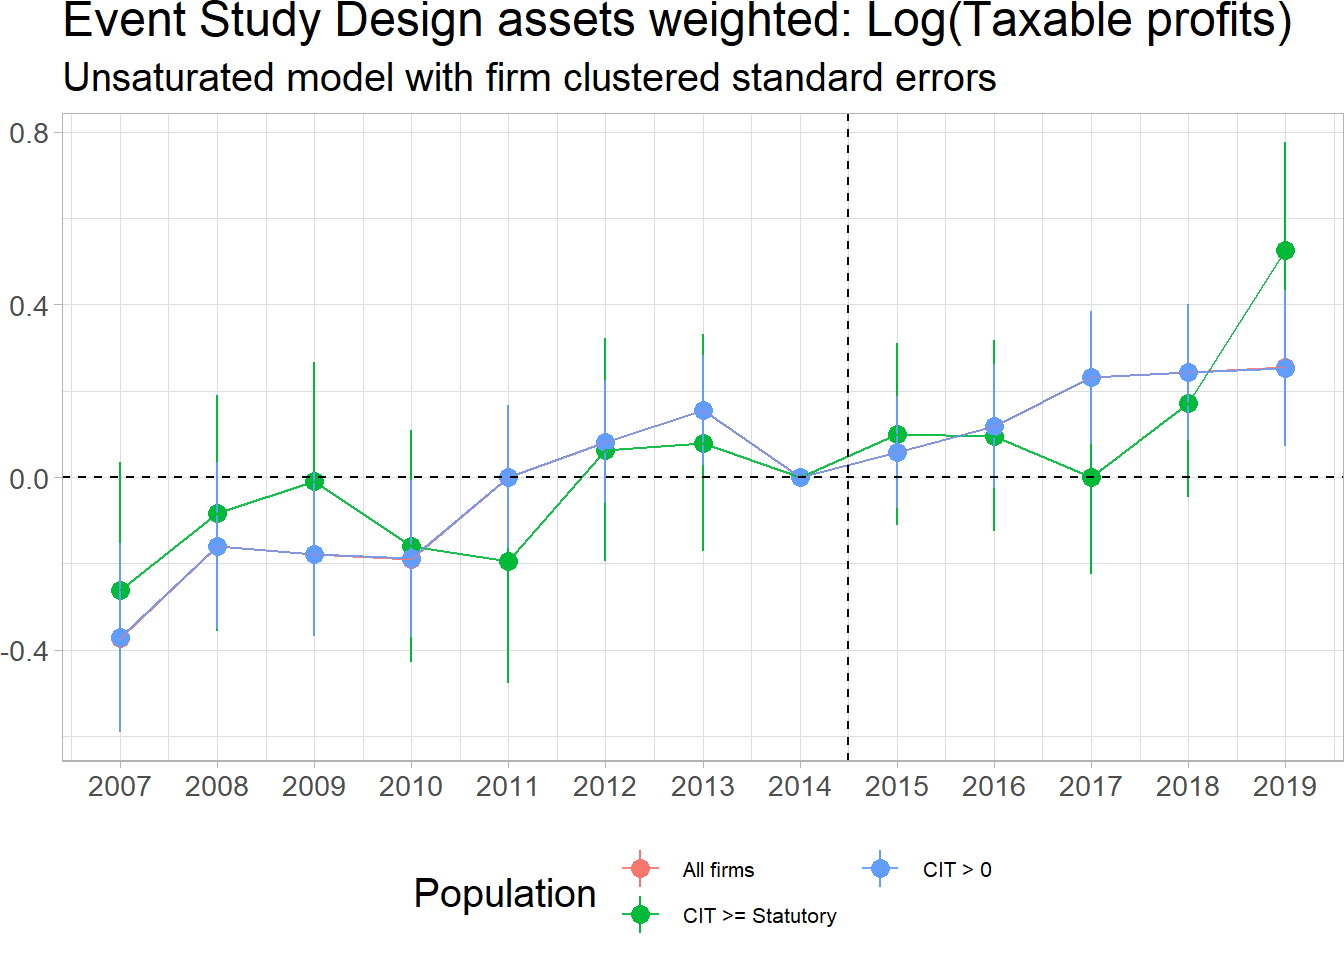 Event Study Design assets weighted: Log(Taxable profits)
Unsaturated model with firm clustered standard errors
0.8
0.4
0.0
-0.4
2007 2008 2009 2010 2011 2012 2013 2014 2015 2016 2017 2018 2019
Population
All firms
CIT > 0
CIT >= Statutory